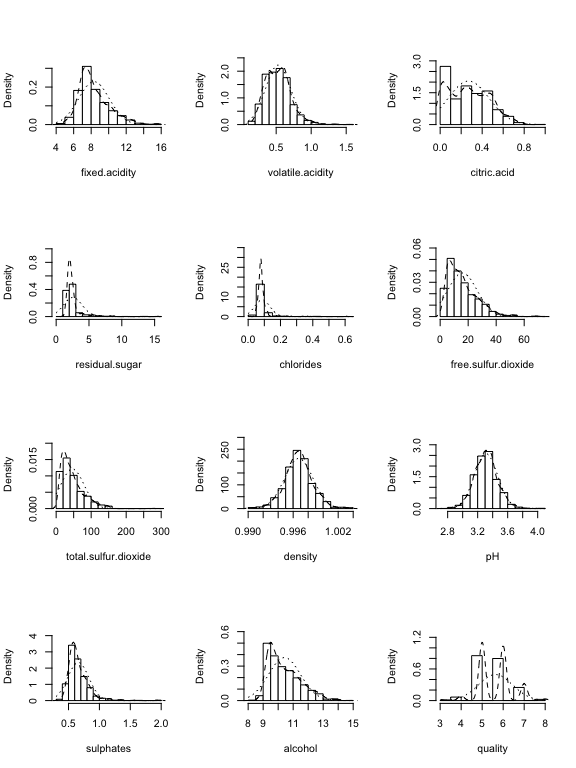 Density
0.0 0.2
4 6 8 12 16
fixed.acidity
Density
0.0 1.0 2.0
0.5 1.0 1.5
volatile.acidity
Density
0.0 1.5 3.0
0.0 0.4 0.8
citric.acid
Density
0.0 0.4 0.8
0 5 10 15
residual.sugar
Density
0 10 25
0.0 0.2 0.4 0.6
chlorides
Density
0.00 0.03 0.06
0 20 40 60
free.sulfur.dioxide
Density
0.000 0.015
0 100 200 300
total.sulfur.dioxide
Density
0 100 250
0.990 0.996 1.002
density
Density
0.0 1.5 3.0
2.8 3.2 3.6 4.0
pH
Density
0 1 2 3 4
0.5 1.0 1.5 2.0
sulphates
Density
0.0 0.3 0.6
8 9 11 13 15
alcohol
Density
0.0 0.6 1.2
3 4 5 6 7 8
quality